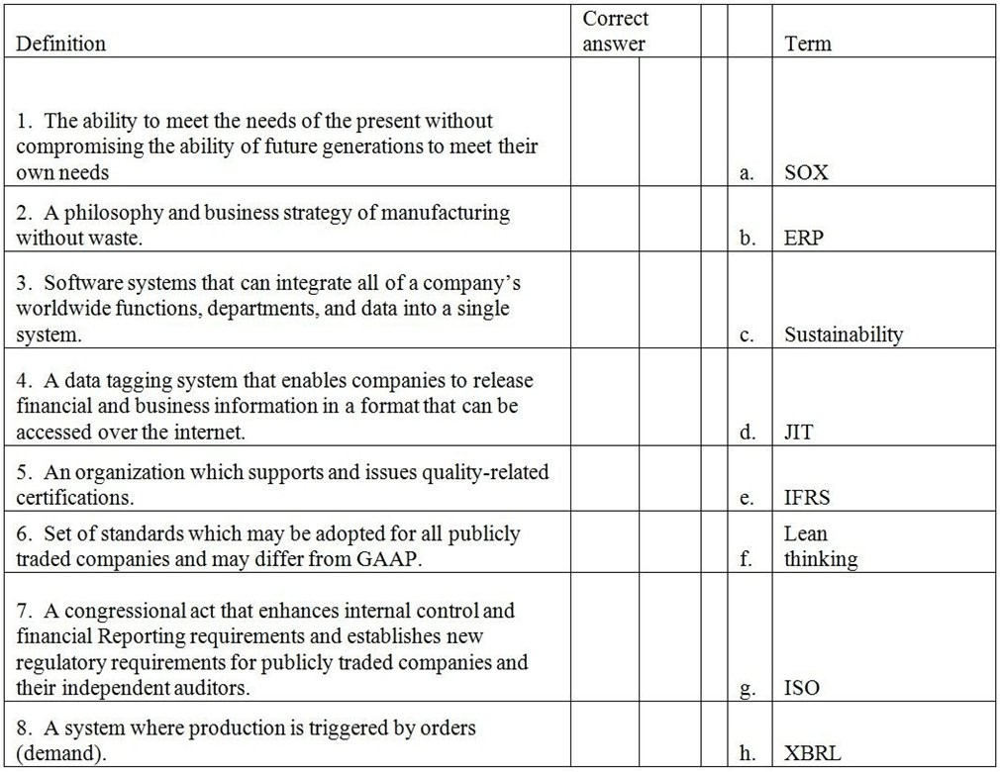 Definition
Correct
answer
Term
1. The ability to meet the needs of the present without
compromising the ability of future generations to meet their
own needs
a.
SOX
2. A philosophy and business strategy of manufacturing
without waste.
b.
ERP
3. Software systems that can integrate all of a company's
worldwide functions, departments, and data into a single
system.
c.
Sustainability
4. A data tagging system that enables companies to release
financial and business information in a format that can be
accessed over the internet.
d.
JIT
5. An organization which supports and issues quality-related
certifications.
e.
IFRS
6. Set of standards which may be adopted for all publicly
traded companies and may differ from GAAP.
f.
Lean
thinking
7. A congressional act that enhances internal control and
financial Reporting requirements and establishes new
regulatory requirements for publicly traded companies and
their independent auditors.
g.
ISO
8. A system where production is triggered by orders
(demand).
h.
XBRL